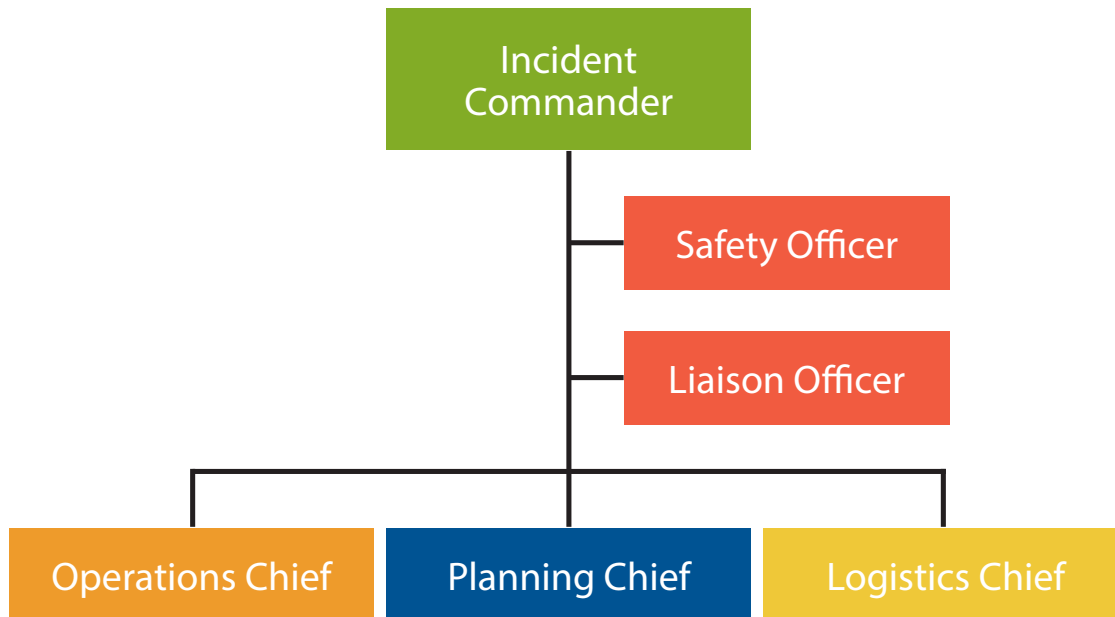 Incident
Commander
Safety Officer
Liaison Officer
Operations Chief
Planning Chief
Logistics Chief